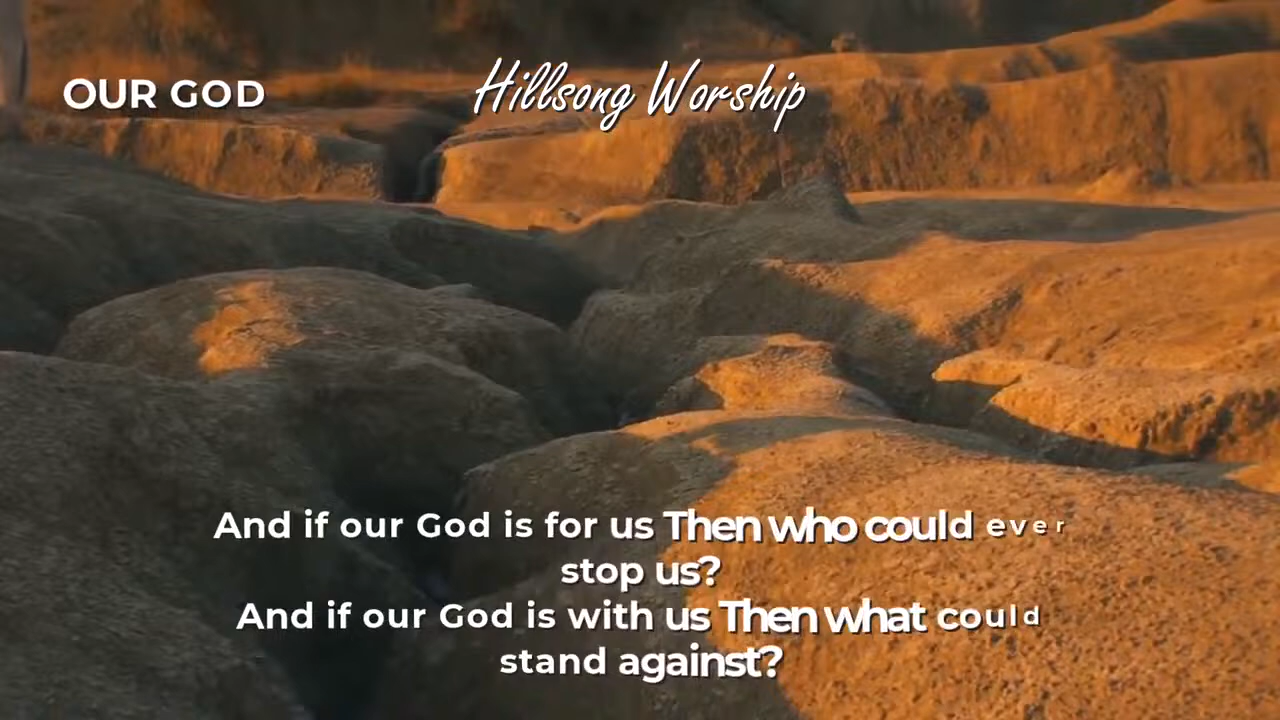 OUR GOD
Hillsong Worship
And if our God is for us Then who could ever
stop us?
And if our God is with us Then what could
stand against?